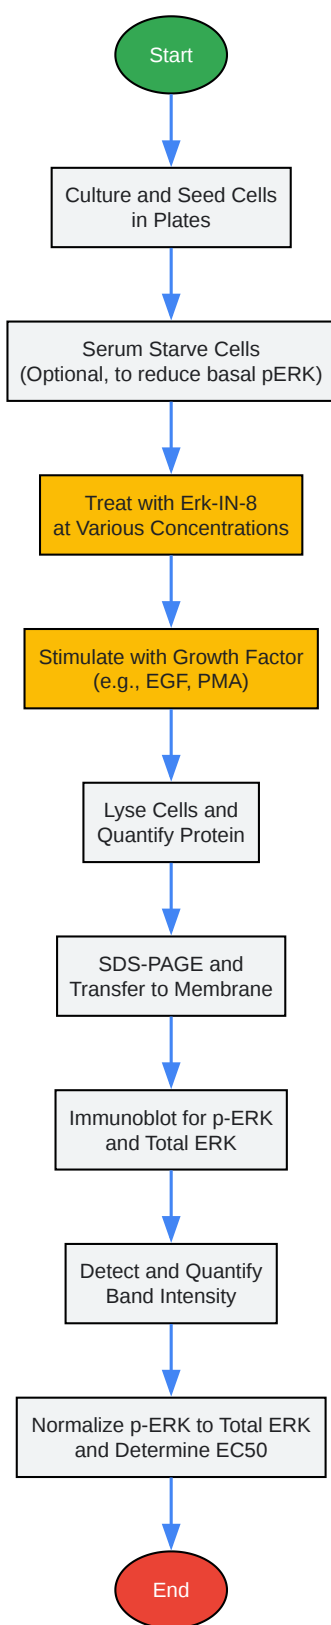 Start
Culture and Seed Cells
in Plates
Serum Starve Cells
(Optional, to reduce basal pERK)
Treat with Erk-IN-8
at Various Concentrations
Stimulate with Growth Factor
(e.g., EGF, PMA)
Lyse Cells and
Quantify Protein
SDS-PAGE and
Transfer to Membrane
Immunoblot for p-ERK
and Total ERK
Detect and Quantify
Band Intensity
Normalize p-ERK to Total ERK
and Determine EC50
End